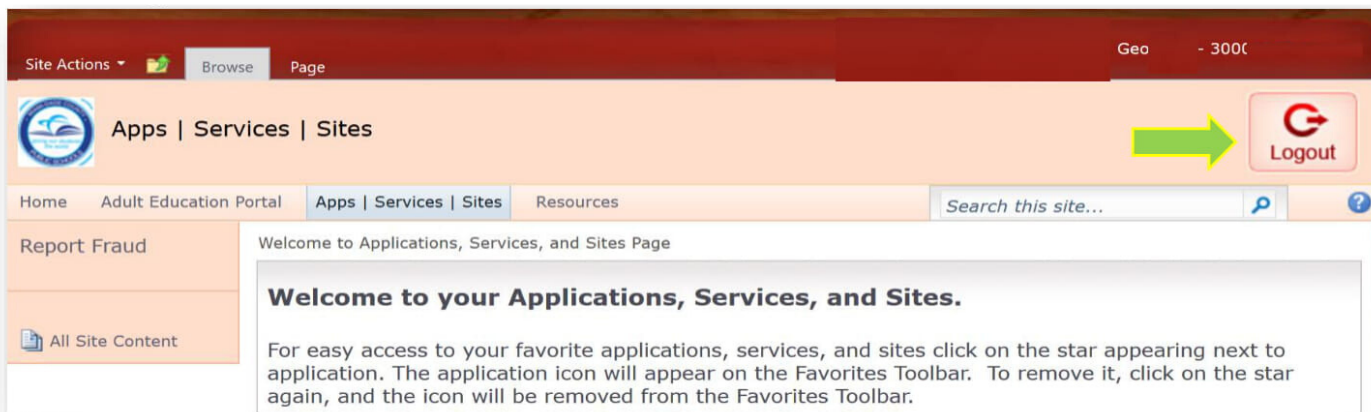 Geo - 300
Site Actions Browse Page
Apps | Services | Sites
Logout
Home Adult Education Portal Apps | Services | Sites Resources Search this site...
Report Fraud
Welcome to Applications, Services, and Sites Page
Welcome to your Applications, Services, and Sites.
All Site Content
For easy access to your favorite applications, services, and sites click on the star appearing next to
application. The application icon will appear on the Favorites Toolbar. To remove it, click on the star
again, and the icon will be removed from the Favorites Toolbar.